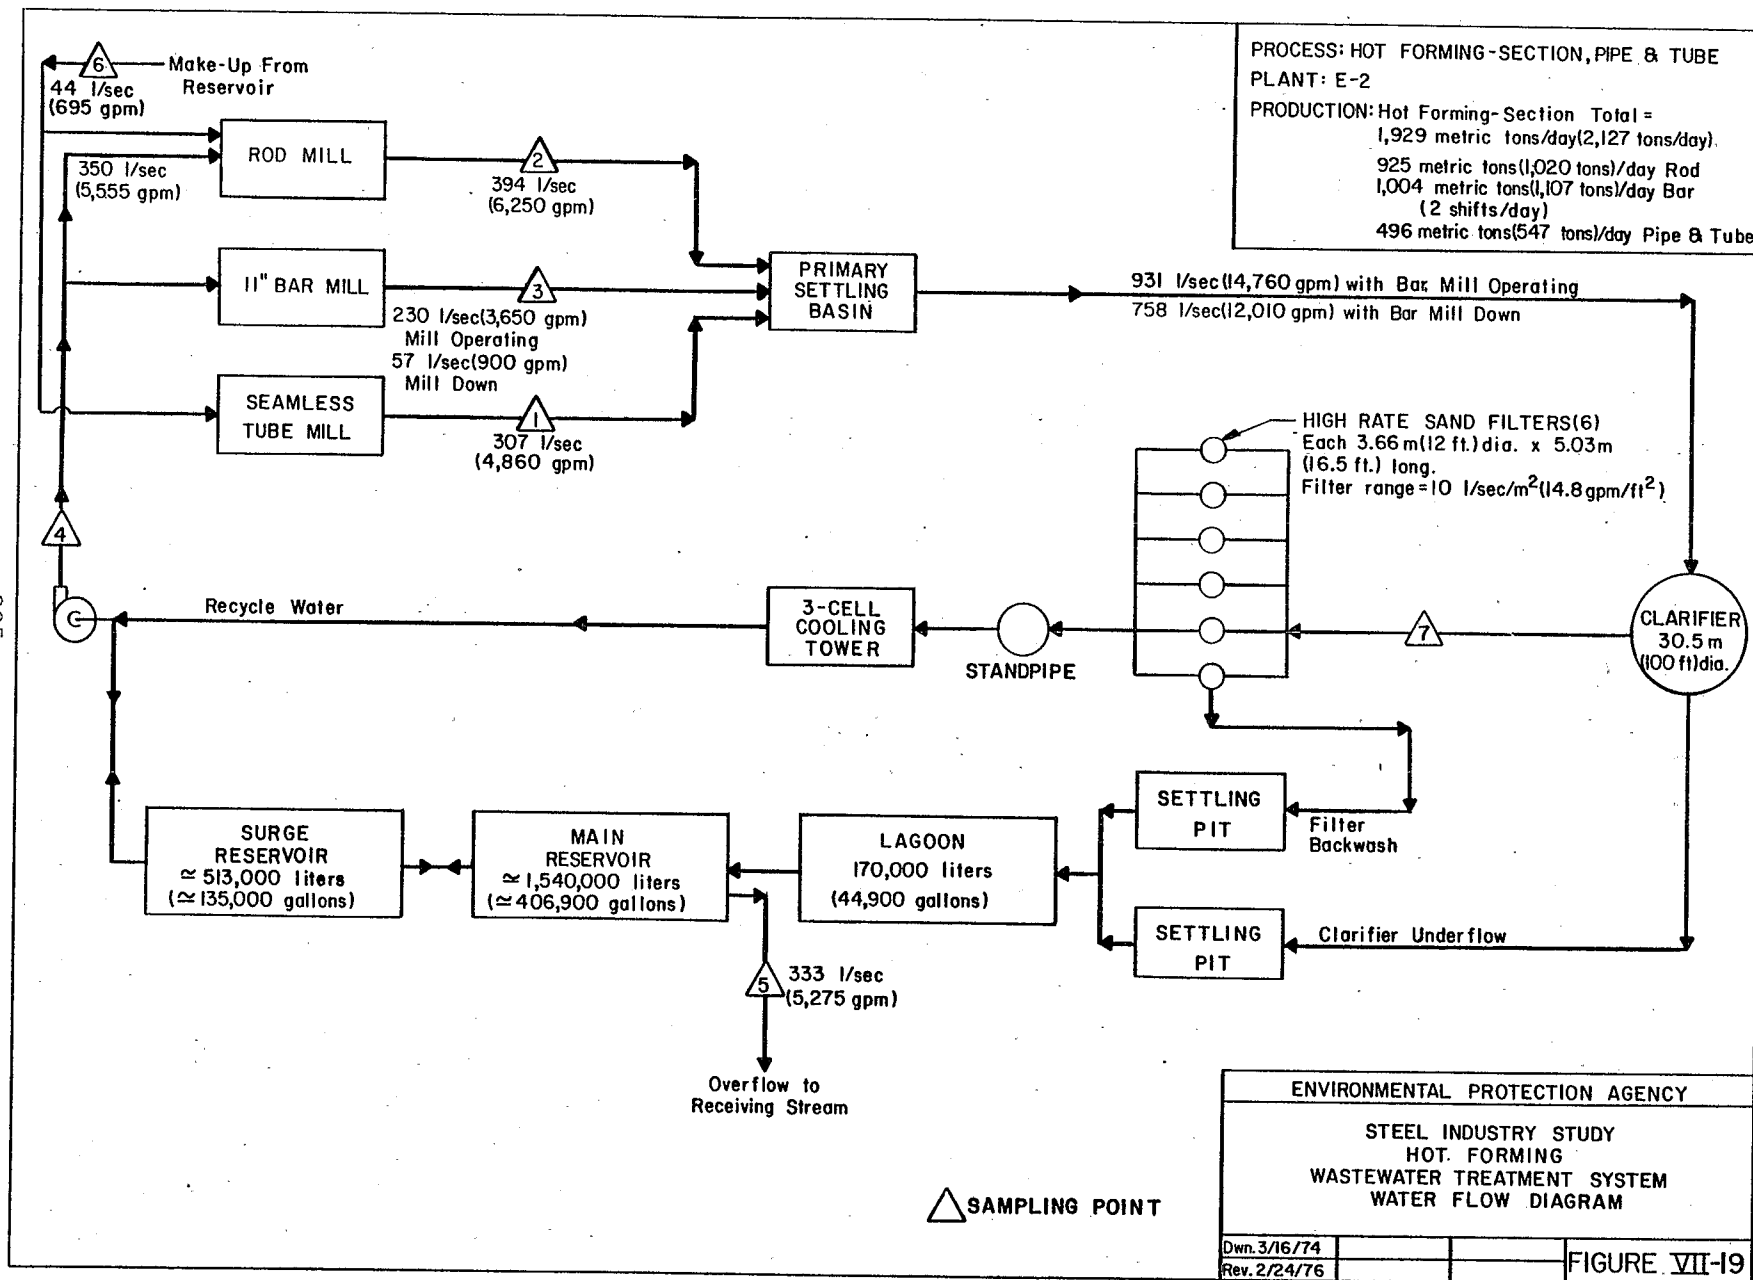 PROCESS: HOT FORMING-SECTION, PIPE & TUBE
PLANT: E-2
PRODUCTION: Hot Forming-Section Total =
1,929 metric tons/day(2,127 tons/day).
925 metric tons(1,020 tons)/day Rod
1,004 metric tons(1,107 tons)/day Bar
(2 shifts/day)
496 metric tons(547 tons)/day Pipe & Tube
6
Make-Up From
Reservoir
44 l/sec
(695 gpm)
ROD MILL
350 l/sec
(5,555 gpm)
2
394 l/sec
(6,250 gpm)
11" BAR MILL
3
230 l/sec(3,650 gpm)
Mill Operating
57 l/sec(900 gpm)
Mill Down
SEAMLESS
TUBE MILL
1
307 l/sec
(4,860 gpm)
PRIMARY
SETTLING
BASIN
931 l/sec(14,760 gpm) with Bar Mill Operating
758 l/sec(12,010 gpm) with Bar Mill Down
HIGH RATE SAND FILTERS(6)
Each 3.66 m(12 ft.)dia. x 5.03m
(16.5 ft.) long.
Filter range=10 l/sec/m²(14.8gpm/ft²)
4
Recycle Water
3-CELL
COOLING
TOWER
STANDPIPE
7
CLARIFIER
30.5 m
(100 ft)dia.
SURGE
RESERVOIR
≃ 513,000 liters
(≃135,000 gallons)
MAIN
RESERVOIR
≃ 1,540,000 liters
(≃406,900 gallons)
LAGOON
170,000 liters
(44,900 gallons)
SETTLING
PIT
Filter
Backwash
SETTLING
PIT
Clarifier Underflow
5
333 l/sec
(5,275 gpm)
Overflow to
Receiving Stream
SAMPLING POINT
ENVIRONMENTAL PROTECTION AGENCY
STEEL INDUSTRY STUDY
HOT FORMING
WASTEWATER TREATMENT SYSTEM
WATER FLOW DIAGRAM
Dwn.3/16/74
Rev. 2/24/76
FIGURE VII-19